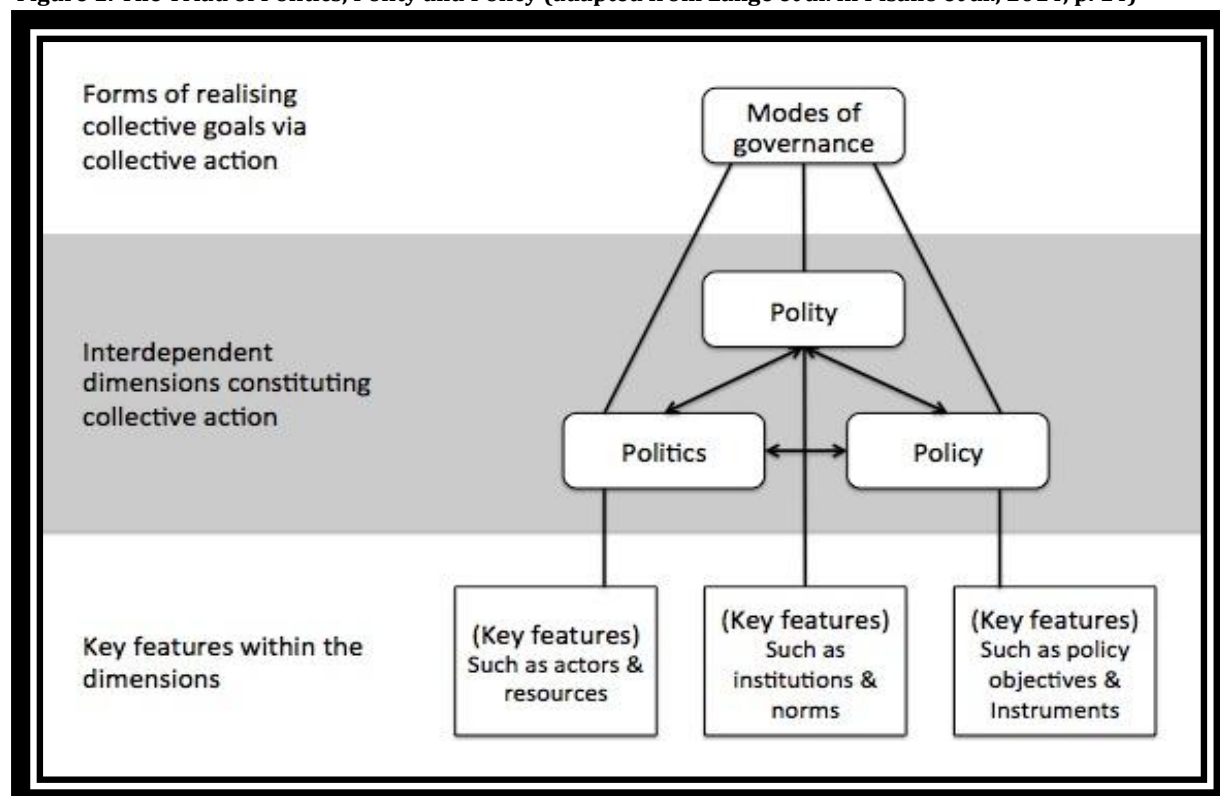 Forms of realising
collective goals via
collective action
Modes of
governance
Interdependent
dimensions constituting
collective action
Polity
Politics
Policy
Key features within the
dimensions
(Key features)
Such as actors &
resources
(Key features)
Such as
institutions &
norms
(Key features)
Such as policy
objectives &
Instruments